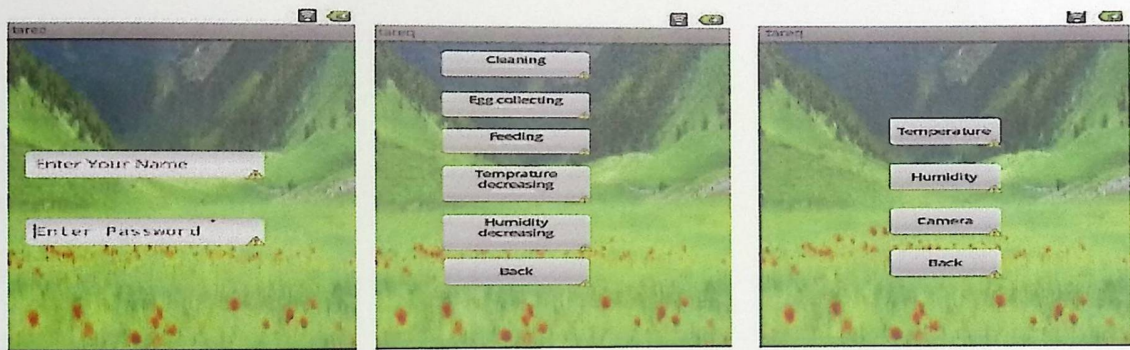 tareq
Enter Your Name
Enter Password
tareq
Cleaning
Egg collecting
Feeding
Temprature
decreasing
Humidity
decreasing
Back
tareq
Temperature
Humidity
Camera
Back